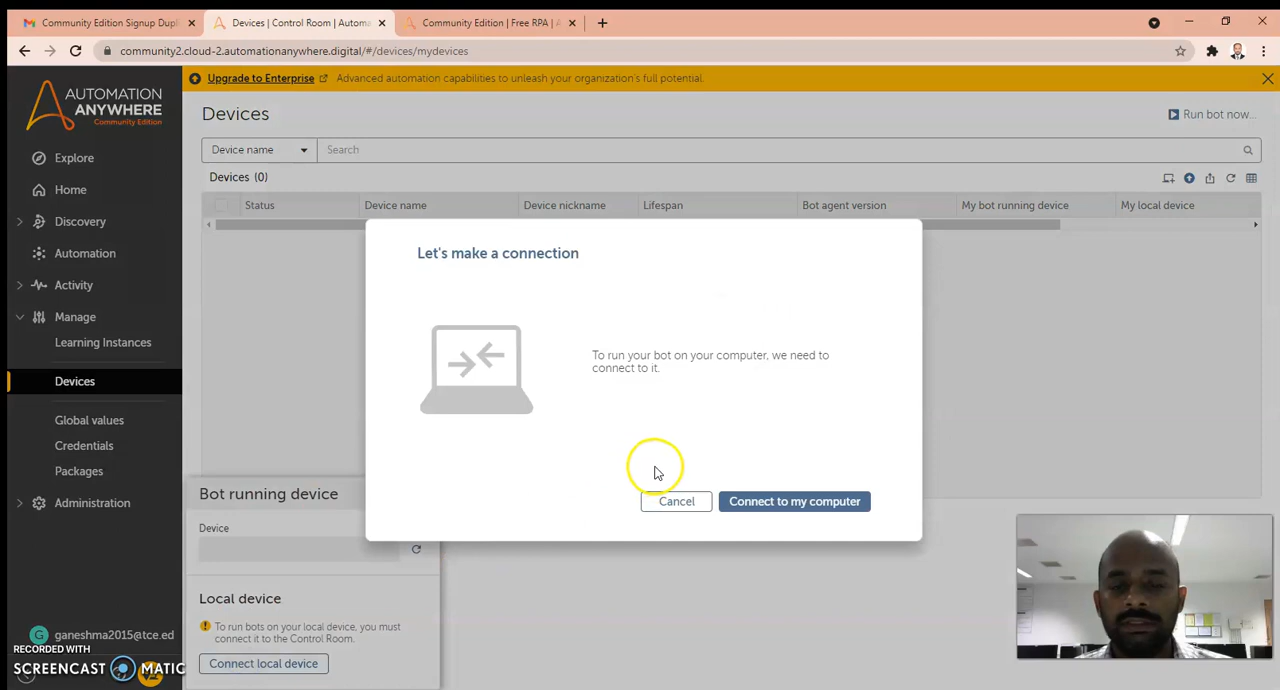 Community Edition Signup Dupl
Devices | Control Room | Autom
Community Edition | Free RPA | A
community2.cloud-2.automationanywhere.digital/#/devices/mydevices
AUTOMATION
ANYWHERE
Community Edition
Upgrade to Enterprise
Advanced automation capabilities to unleash your organization's full potential.
Explore
Home
Discovery
Automation
Activity
Manage
Learning Instances
Devices
Global values
Credentials
Packages
Administration
G
ganeshma2015@tce.ed
RECORDED WITH
SCREENCAST MATIC
Devices
Run bot now...
Device name
Search
Devices (0)
Status
Device name
Device nickname
Lifespan
Bot agent version
My bot running device
My local device
Let's make a connection
To run your bot on your computer, we need to
connect to it.
Cancel
Connect to my computer
Bot running device
Device
Local device
To run bots on your local device, you must
connect it to the Control Room.
Connect local device